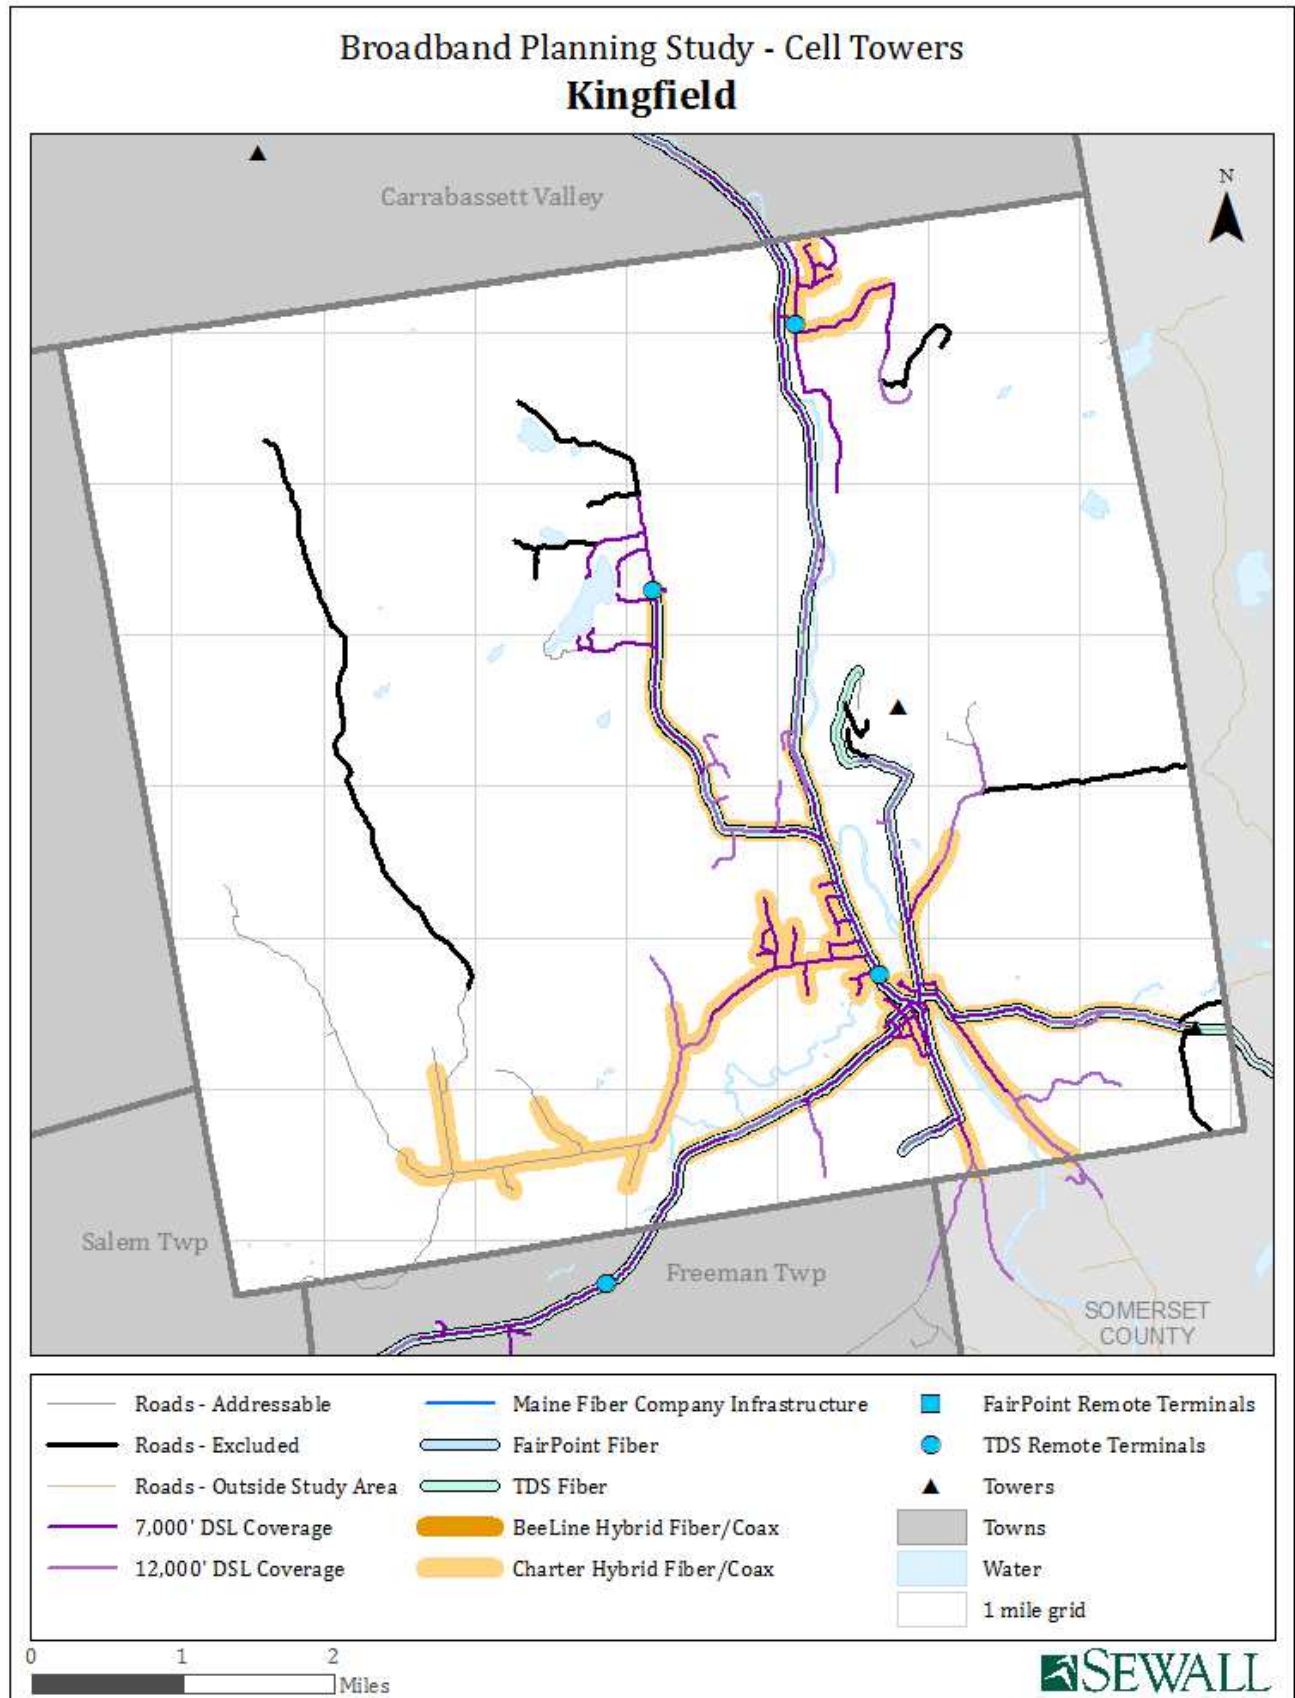 Broadband Planning Study - Cell Towers
Kingfield
Carrabassett Valley
N
Salem Twp
Freeman Twp
SOMERSET
COUNTY
Roads - Addressable
Roads - Excluded
Roads - Outside Study Area
7,000' DSL Coverage
12,000' DSL Coverage
Maine Fiber Company Infrastructure
FairPoint Fiber
TDS Fiber
BeeLine Hybrid Fiber/Coax
Charter Hybrid Fiber/Coax
FairPoint Remote Terminals
TDS Remote Terminals
Towers
Towns
Water
1 mile grid
0 1 2
Miles
SEWALL